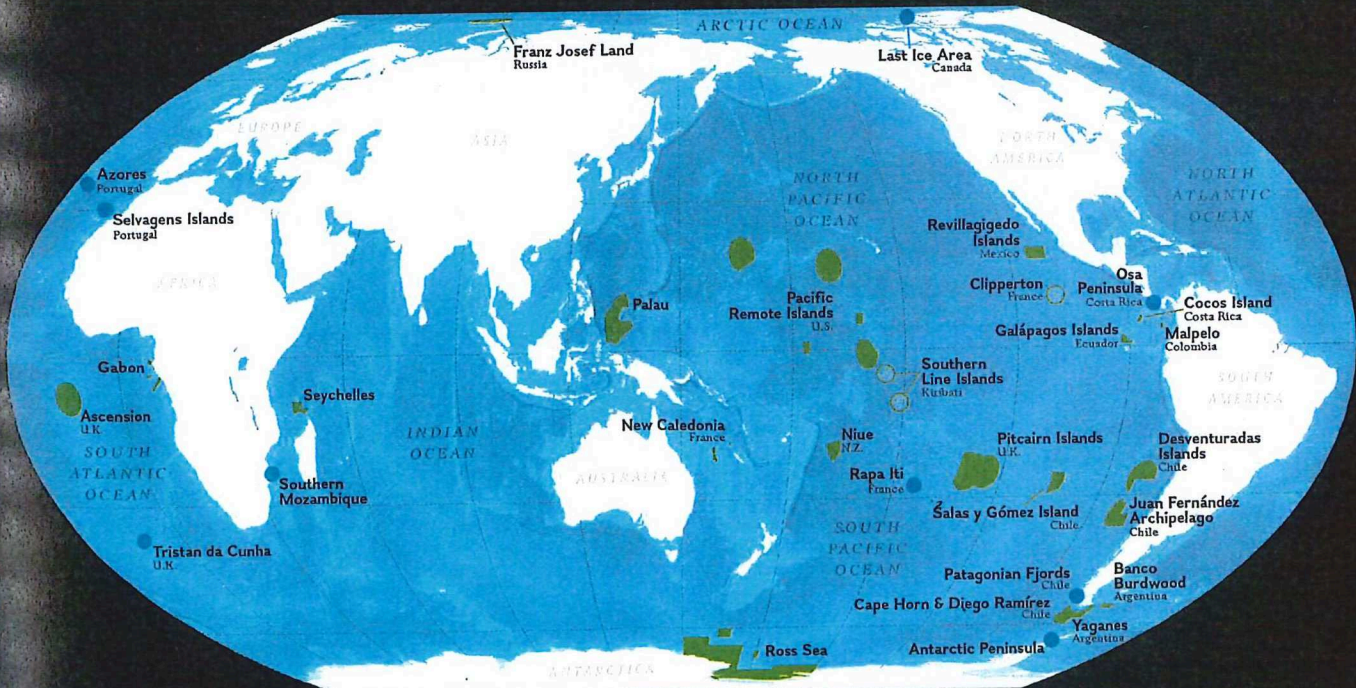 ARCTIC OCEAN
Franz Josef Land
Russia
Last Ice Area
Canada
EUROPE
ASIA
NORTH
AMERICA
Azores
Portugal
Selvagens Islands
Portugal
NORTH
PACIFIC
OCEAN
NORTH
ATLANTIC
OCEAN
Revillagigedo
Islands
Mexico
AFRICA
Clipperton
France
Osa
Peninsula
Costa Rica
Cocos Island
Costa Rica
Palau
Pacific
Remote Islands
U.S.
Galápagos Islands
Ecuador
Malpelo
Colombia
Gabon
Southern
Line Islands
Kiribati
SOUTH
AMERICA
Ascension
U.K.
Seychelles
SOUTH
ATLANTIC
OCEAN
INDIAN
OCEAN
New Caledonia
France
Niue
N.Z.
Pitcairn Islands
U.K.
Desventuradas
Islands
Chile
AUSTRALIA
Rapa Iti
France
Southern
Mozambique
Salas y Gómez Island
Chile
Juan Fernández
Archipelago
Chile
SOUTH
PACIFIC
OCEAN
Tristan da Cunha
U.K.
Patagonian Fjords
Chile
Banco
Burdwood
Argentina
Cape Horn & Diego Ramírez
Chile
Yaganes
Argentina
Ross Sea
Antarctic Peninsula
ANTARCTICA